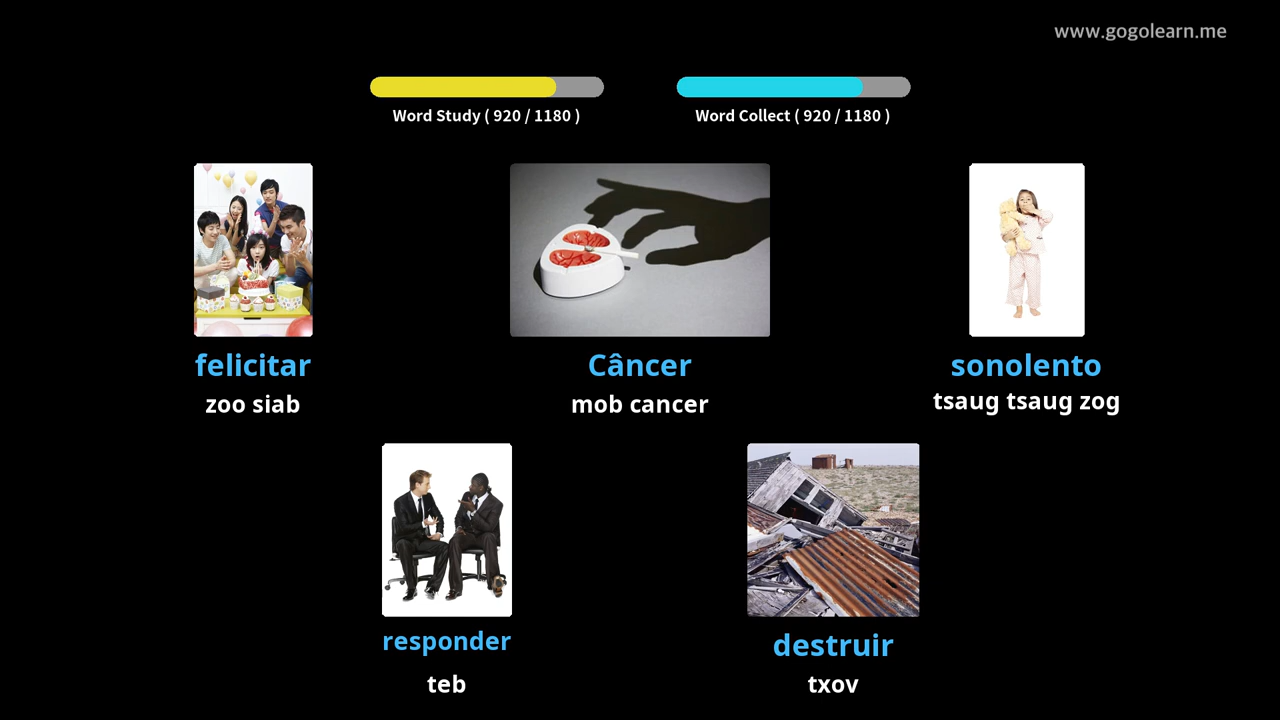 www.gogolearn.me
Word Study ( 920 / 1180 )
Word Collect ( 920 / 1180 )
felicitar
Câncer
sonolento
zoo siab
mob cancer
tsaug tsaug zog
responder
destruir
teb
txov